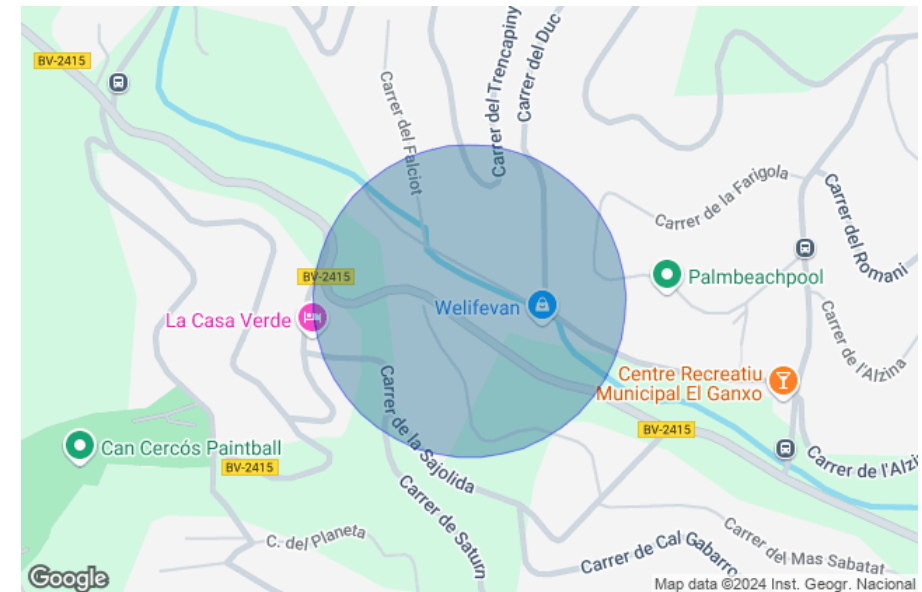 BV-2415
Carrer del Trencapiny
Carrer del Duc
Carrer del Falciot
Carrer de la Farigola
Carrer del Romaní
BV-2415
Palmbeachpool
Welifevan
La Casa Verde
Carrer de l'Alzina
Centre Recreatiu
Municipal El Ganxo
Carrer de la Sajolida
BV-2415
Can Cercós Paintball
BV-2415
Carrer de l'Alzi
Carrer de Saturn
C. del Planeta
Carrer de Cal Gabarró
Carrer del Mas Sabatat
Google
Map data ©2024 Inst. Geogr. Nacional